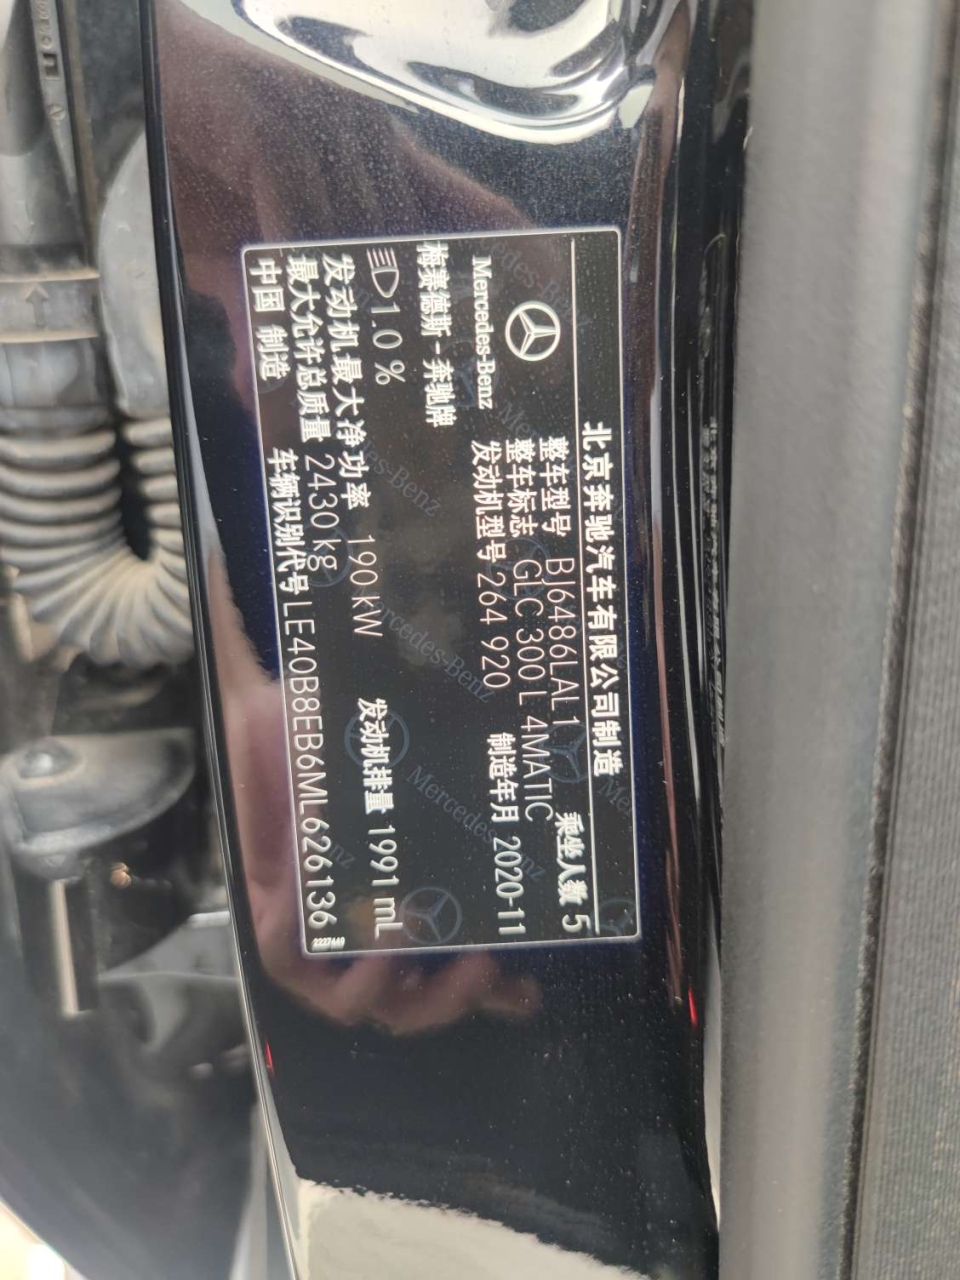 北京奔驰汽车有限公司制造
Mercedes-Benz
梅赛德斯-奔驰牌
整车型号 BJ6486LAL1 乘坐人数 5
整车标志 GLC 300 L 4MATIC
发动机型号 264 920 制造年月 2020-11
1.0 %
发动机最大净功率 190 kW 发动机排量 1991 mL
最大允许总质量 2430 kg
中国 制造 车辆识别代号 LE40B8EB6ML626136
2227449